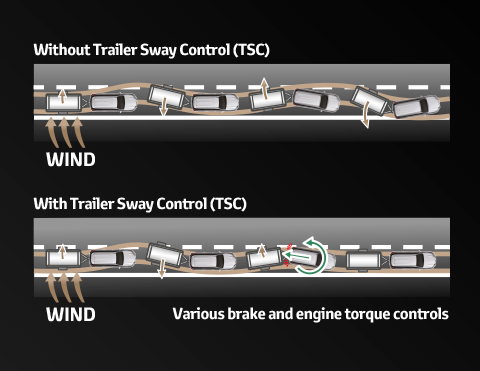 Without Trailer Sway Control (TSC)
WIND
With Trailer Sway Control (TSC)
WIND
Various brake and engine torque controls